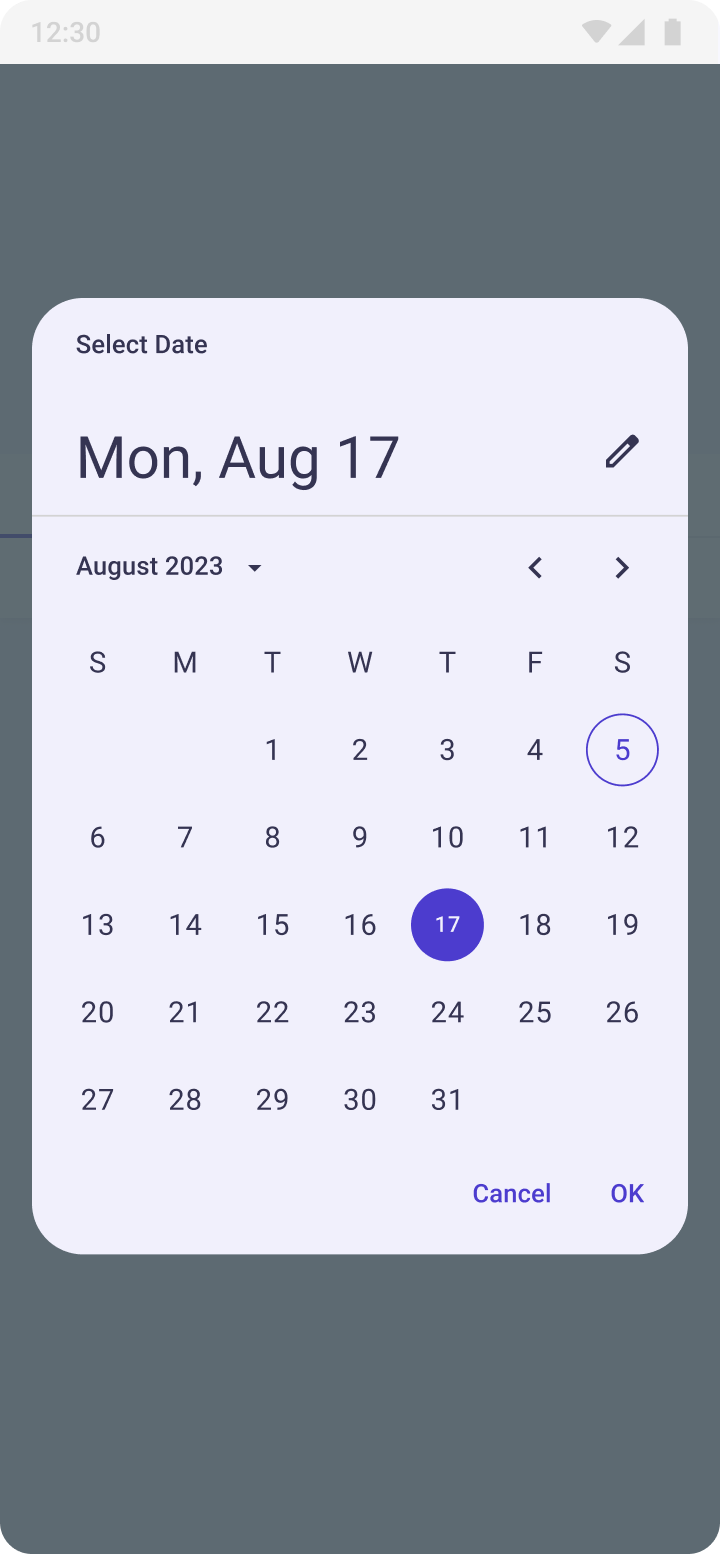 12:30
Select Date
Mon, Aug 17
August 2023
S M T W T F S
1 2 3 4 5
6 7 8 9 10 11 12
13 14 15 16 17 18 19
20 21 22 23 24 25 26
27 28 29 30 31
Cancel OK